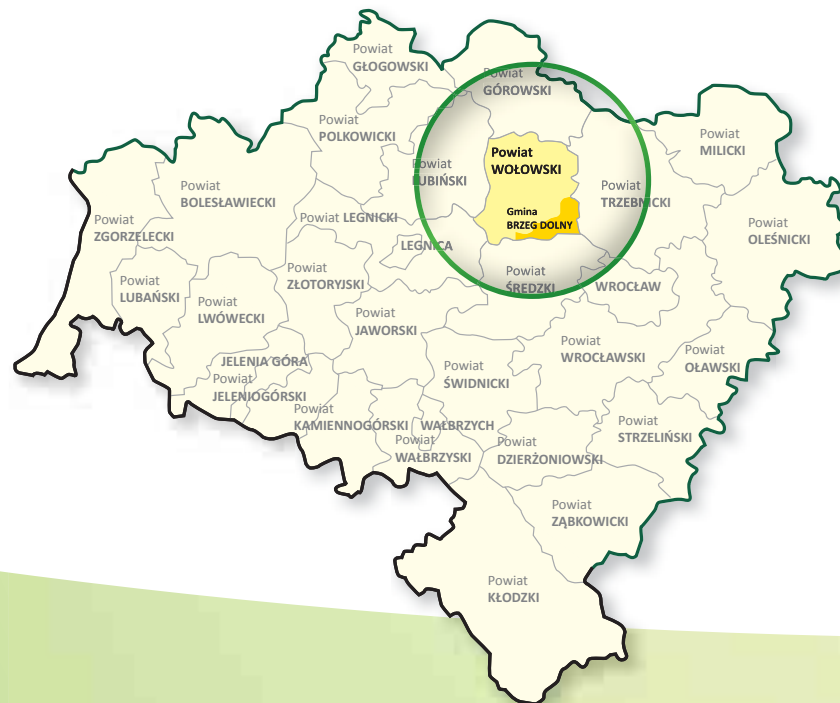 Powiat
GŁOGOWSKI
Powiat
GÓROWSKI
Powiat
POLKOWICKI
Powiat
MILICKI
Powiat
WOŁOWSKI
Powiat
LUBIŃSKI
Powiat
TRZEBNICKI
Powiat
BOLESŁAWIECKI
Powiat LEGNICKI
Gmina
BRZEG DOLNY
Powiat
ZGORZELECKI
Powiat
OLEŚNICKI
LEGNICA
Powiat
ZŁOTORYJSKI
Powiat
ŚREDZKI
WROCŁAW
Powiat
LUBAŃSKI
Powiat
LWÓWECKI
Powiat
JAWORSKI
Powiat
WROCŁAWSKI
Powiat
OŁAWSKI
JELENIA GÓRA
Powiat
JELENIOGÓRSKI
Powiat
ŚWIDNICKI
Powiat
KAMIENNOGÓRSKI
WAŁBRZYCH
Powiat
STRZELIŃSKI
Powiat
WAŁBRZYSKI
Powiat
DZIERŻONIOWSKI
Powiat
ZĄBKOWICKI
Powiat
KŁODZKI